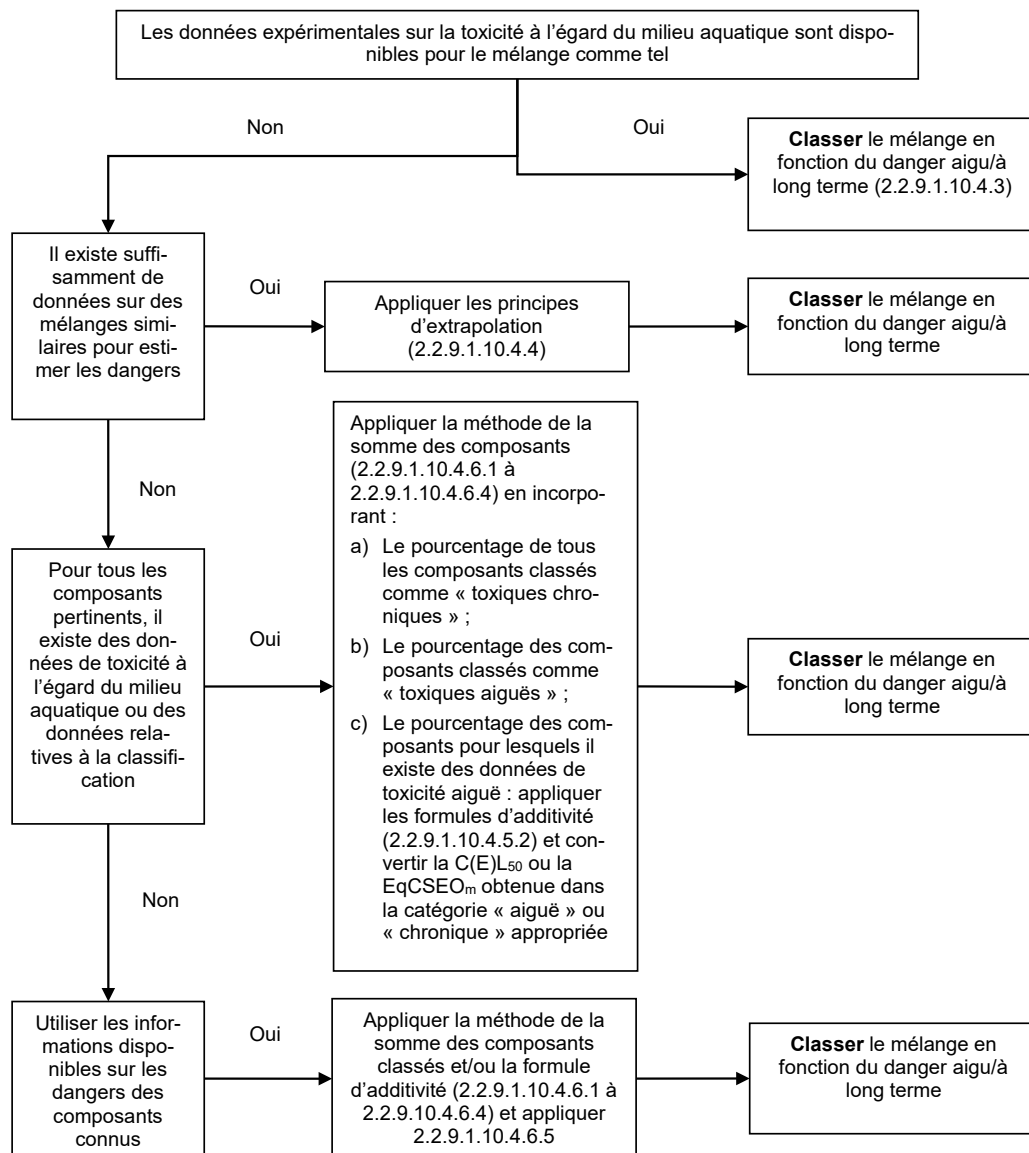 Les données expérimentales sur la toxicité à l’égard du milieu aquatique sont dispo-
nibles pour le mélange comme tel
Non
Oui
Classer le mélange en
fonction du danger aigu/à
long terme (2.2.9.1.10.4.3)
Il existe suffi-
samment de
données sur des
mélanges simi-
laires pour esti-
mer les dangers
Oui
Appliquer les principes
d’extrapolation
(2.2.9.1.10.4.4)
Classer le mélange en
fonction du danger aigu/à
long terme
Non
Pour tous les
composants
pertinents, il
existe des don-
nées de toxicité à
l’égard du milieu
aquatique ou des
données rela-
tives à la classifi-
cation
Oui
Appliquer la méthode de la
somme des composants
(2.2.9.1.10.4.6.1 à
2.2.9.1.10.4.6.4) en incorpo-
rant :
a) Le pourcentage de tous
les composants classés
comme « toxiques chro-
niques » ;
b) Le pourcentage des com-
posants classés comme
« toxiques aiguës » ;
c) Le pourcentage des com-
posants pour lesquels il
existe des données de
toxicité aiguë : appliquer
les formules d’additivité
(2.2.9.1.10.4.5.2) et con-
vertir la C(E)L50 ou la
EqCSEOm obtenue dans
la catégorie « aiguë » ou
« chronique » appropriée
Classer le mélange en
fonction du danger aigu/à
long terme
Non
Utiliser les infor-
mations dispo-
nibles sur les
dangers des
composants
connus
Oui
Appliquer la méthode de la
somme des composants
classés et/ou la formule
d’additivité (2.2.9.1.10.4.6.1 à
2.2.9.10.4.6.4) et appliquer
2.2.9.1.10.4.6.5
Classer le mélange en
fonction du danger aigu/à
long terme